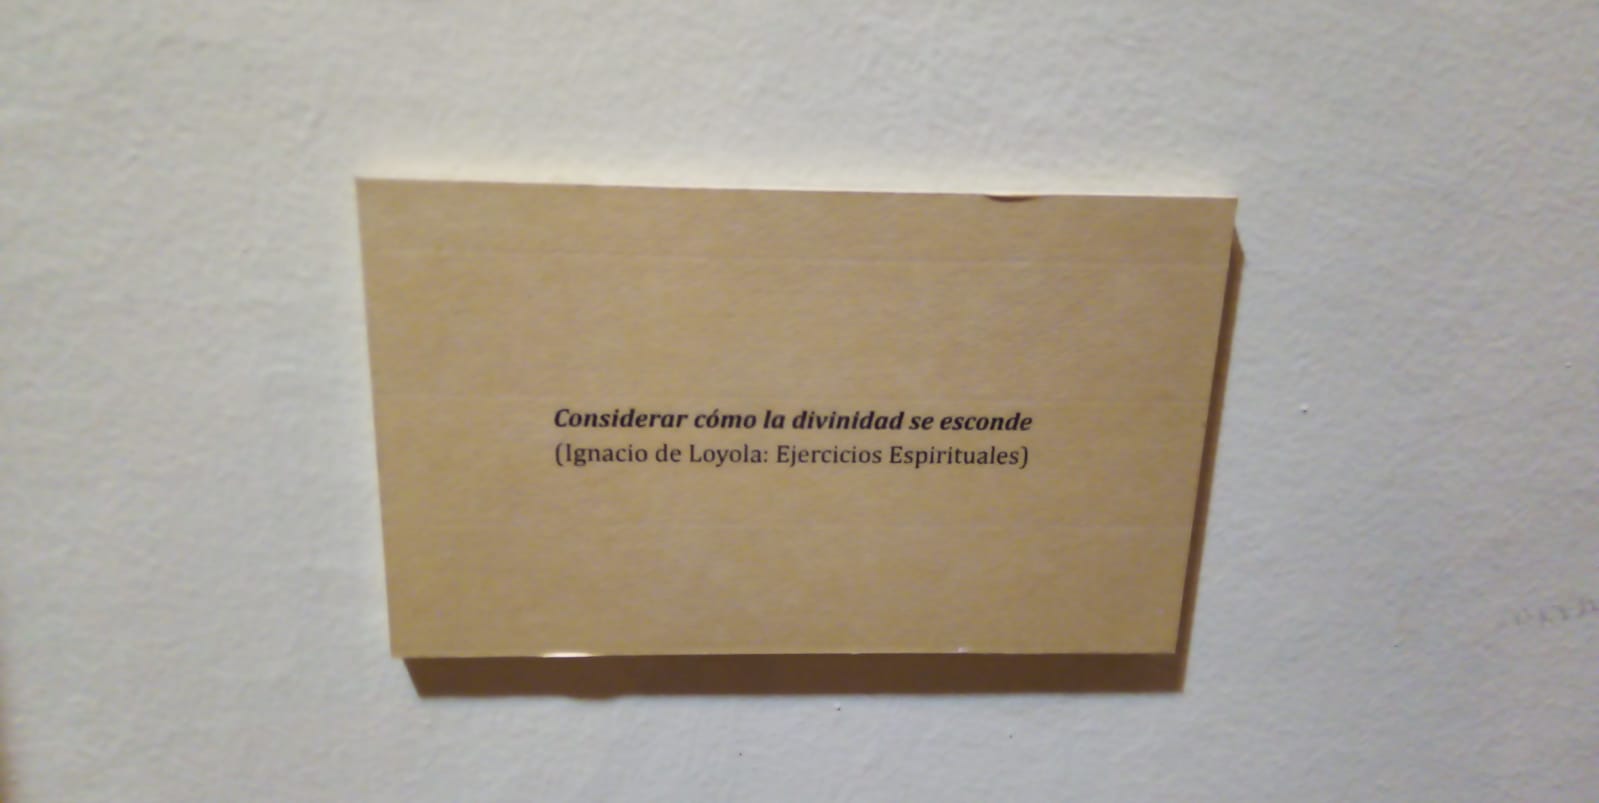 Considerar cómo la divinidad se esconde
(Ignacio de Loyola: Ejercicios Espirituales)